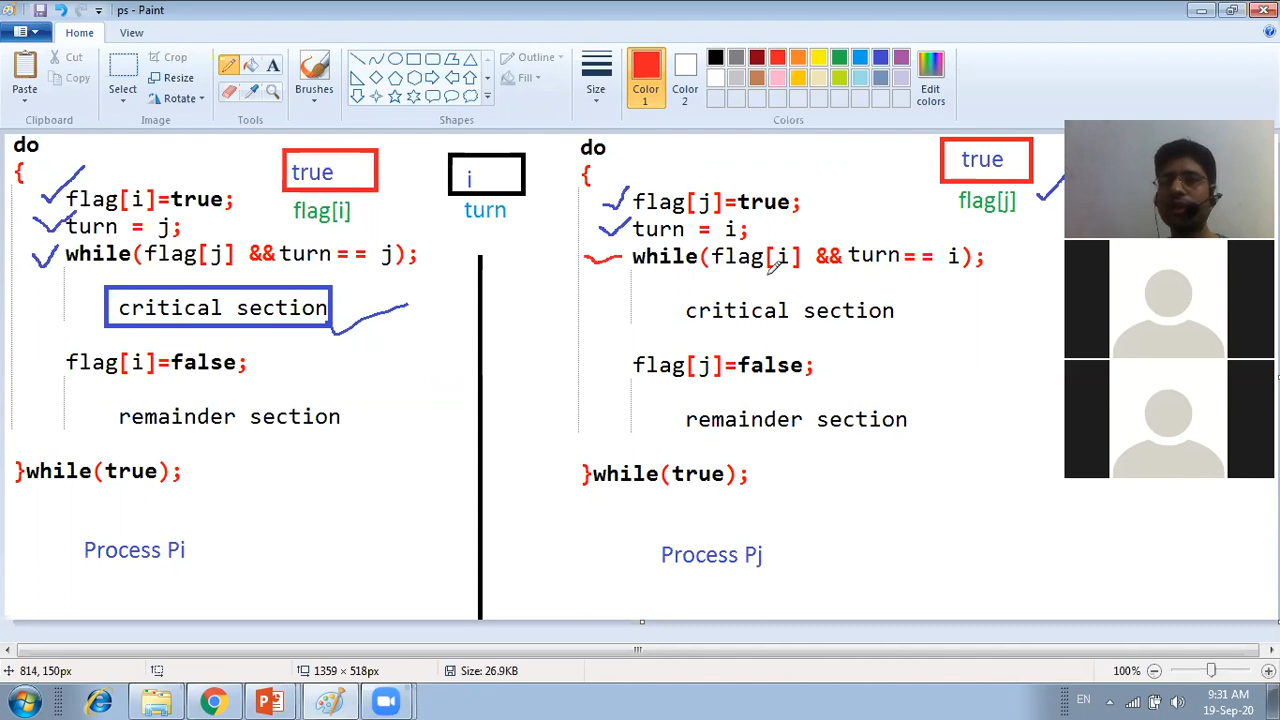 ps - Paint
Home
View
Paste
Cut
Copy
Clipboard
Select
Crop
Resize
Rotate
Image
A
Tools
Brushes
Outline
Fill
Shapes
Size
Color 1
Color 2
Edit colors
Colors
do
{
flag[i]=true;
turn = j;
while(flag[j] &&turn== j);
critical section
flag[i]=false;
remainder section
}while(true);
Process Pi
true
flag[i]
i
turn
do
{
flag[j]=true;
turn = i;
while(flag[i] &&turn== i);
critical section
flag[j]=false;
remainder section
}while(true);
Process Pj
true
flag[j]
814, 150px
1359 × 518px
Size: 26.9KB
100%
EN
9:31 AM
19-Sep-20